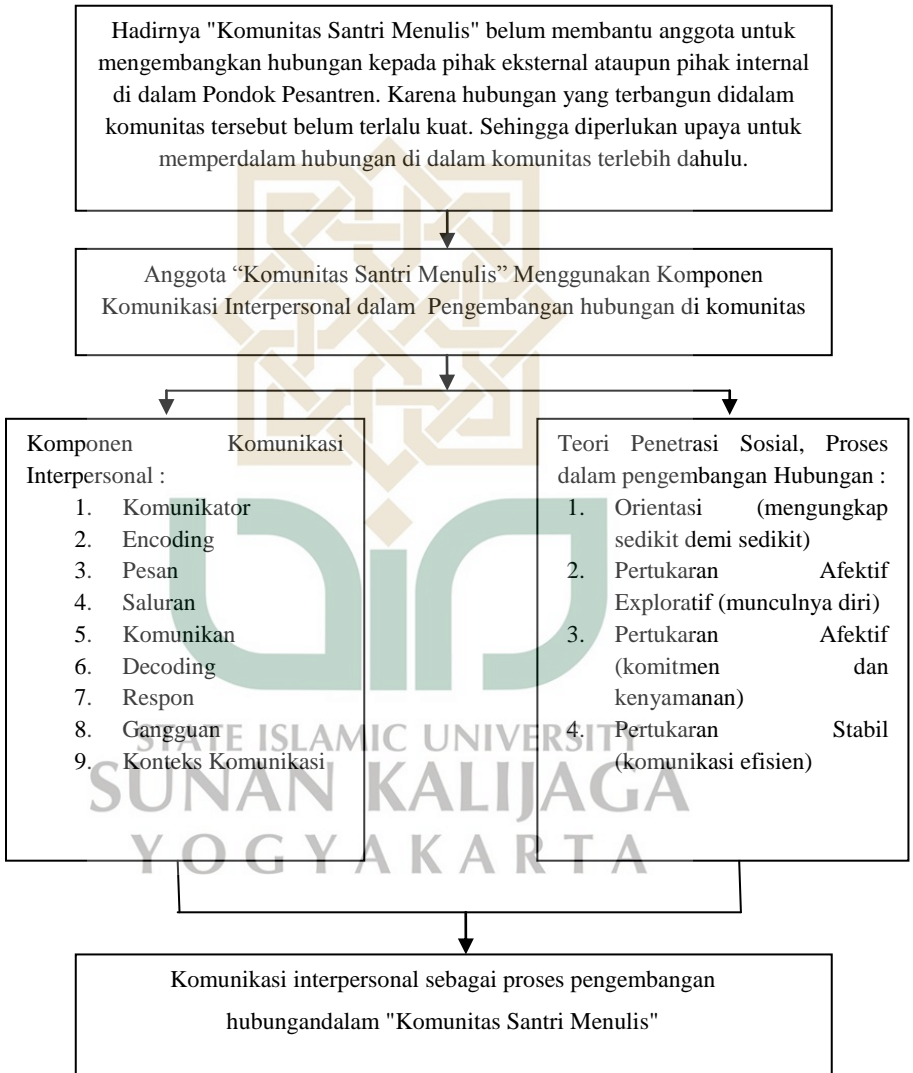 Hadirnya "Komunitas Santri Menulis" belum membantu anggota untuk
mengembangkan hubungan kepada pihak eksternal ataupun pihak internal
di dalam Pondok Pesantren. Karena hubungan yang terbangun didalam
komunitas tersebut belum terlalu kuat. Sehingga diperlukan upaya untuk
memperdalam hubungan di dalam komunitas terlebih dahulu.
Anggota “Komunitas Santri Menulis” Menggunakan Komponen
Komunikasi Interpersonal dalam Pengembangan hubungan di komunitas
Komponen Komunikasi
Interpersonal :
1. Komunikator
2. Encoding
3. Pesan
4. Saluran
5. Komunikan
6. Decoding
7. Respon
8. Gangguan
9. Konteks Komunikasi
Teori Penetrasi Sosial, Proses
dalam pengembangan Hubungan :
1. Orientasi (mengungkap
sedikit demi sedikit)
2. Pertukaran Afektif
Exploratif (munculnya diri)
3. Pertukaran Afektif
(komitmen dan
kenyamanan)
4. Pertukaran Stabil
(komunikasi efisien)
STATE ISLAMIC UNIVERSITY
SUNAN KALIJAGA
YOGYAKARTA
Komunikasi interpersonal sebagai proses pengembangan
hubungandalam "Komunitas Santri Menulis"